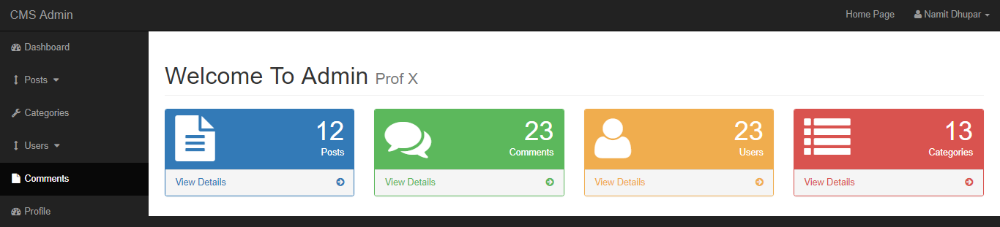 CMS Admin
Home Page
Namit Dhupar
Dashboard
Posts
Categories
Users
Comments
Profile
Welcome To Admin Prof X
12
Posts
View Details
23
Comments
View Details
23
Users
View Details
13
Categories
View Details